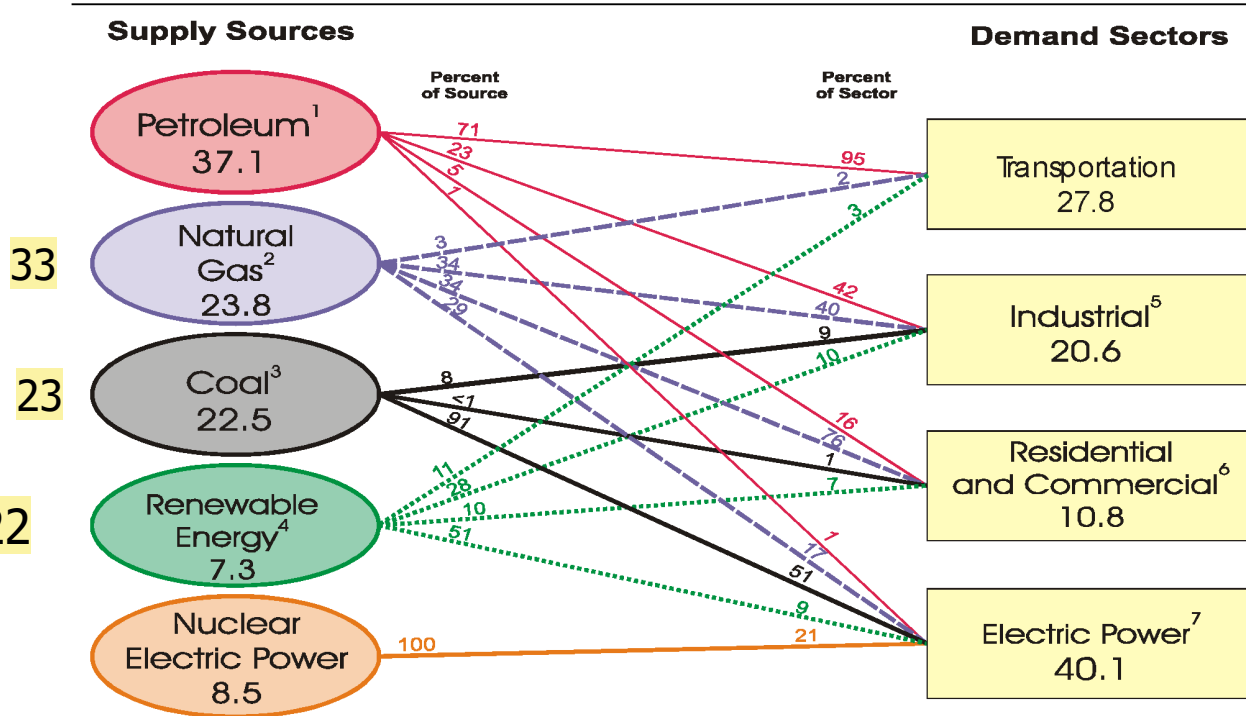 Supply Sources
Demand Sectors
Percent
of Source
Percent
of Sector
Petroleum¹
37.1
33
Natural
Gas²
23.8
23
Coal³
22.5
22
Renewable
Energy⁴
7.3
Nuclear
Electric Power
8.5
71
23
5
1
3
34
34
29
8
<1
91
11
28
10
51
100
95
2
3
42
40
9
10
16
76
1
7
1
17
51
9
21
Transportation
27.8
Industrial⁵
20.6
Residential
and Commercial⁶
10.8
Electric Power⁷
40.1